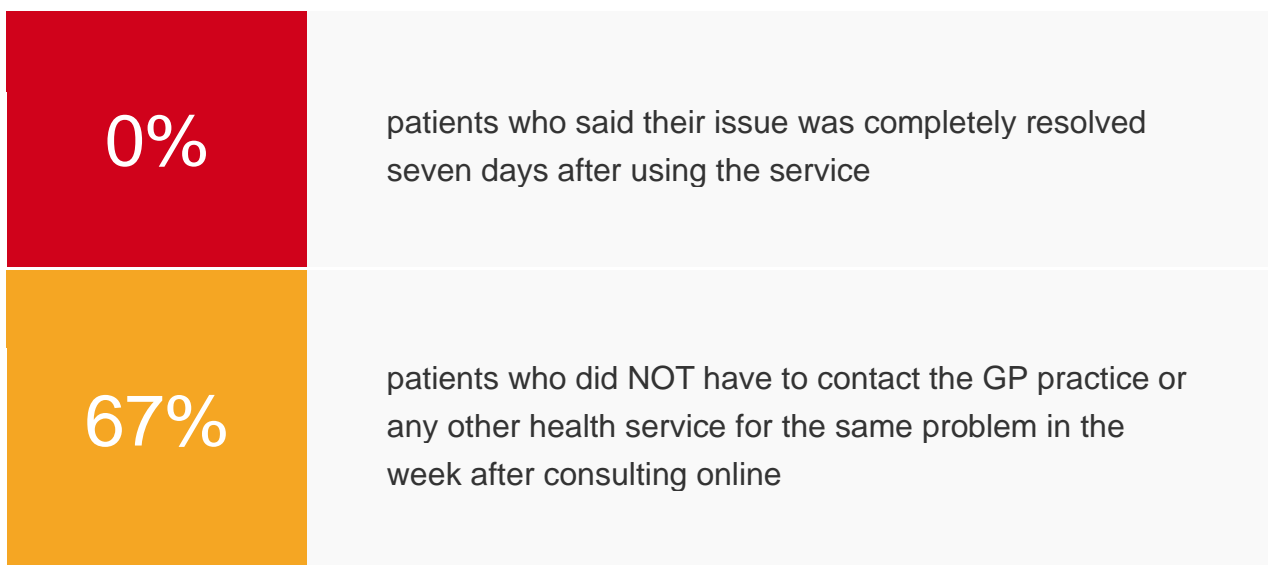 0%
patients who said their issue was completely resolved
seven days after using the service
67%
patients who did NOT have to contact the GP practice or
any other health service for the same problem in the
week after consulting online